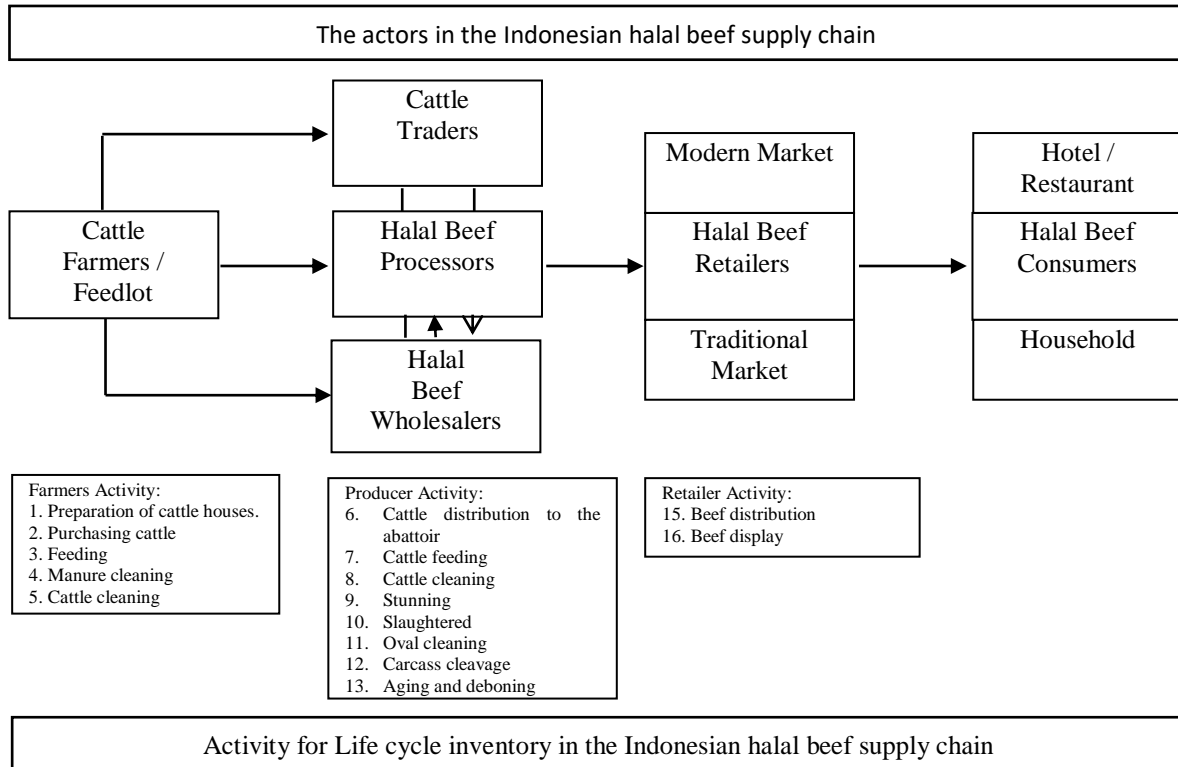 The actors in the Indonesian halal beef supply chain
Cattle
Traders
Cattle
Farmers /
Feedlot
Halal Beef
Processors
Halal
Beef
Wholesalers
Modern Market
Halal Beef
Retailers
Traditional
Market
Hotel /
Restaurant
Halal Beef
Consumers
Household
Farmers Activity:
1. Preparation of cattle houses.
2. Purchasing cattle
3. Feeding
4. Manure cleaning
5. Cattle cleaning
Producer Activity:
6. Cattle distribution to the
abattoir
7. Cattle feeding
8. Cattle cleaning
9. Stunning
10. Slaughtered
11. Oval cleaning
12. Carcass cleavage
13. Aging and deboning
Retailer Activity:
15. Beef distribution
16. Beef display
Activity for Life cycle inventory in the Indonesian halal beef supply chain